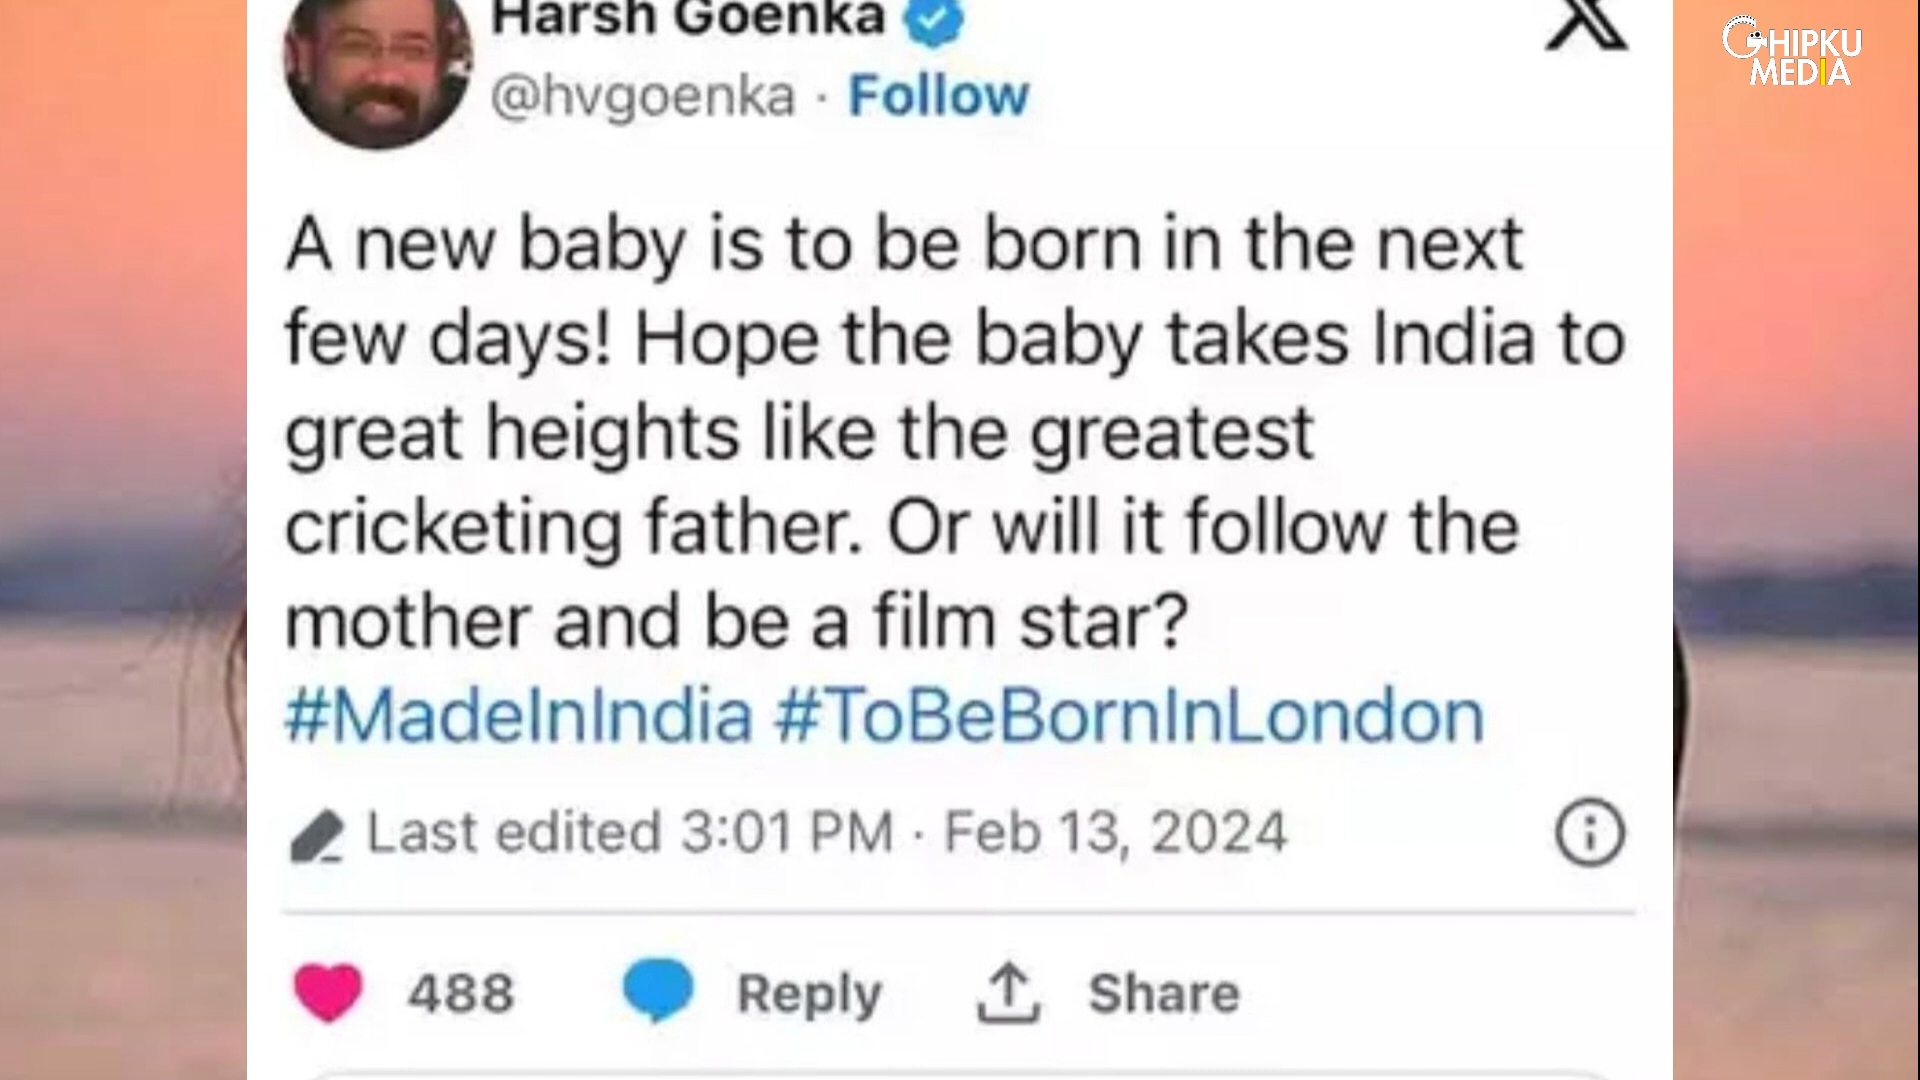 Harsh Goenka
@hvgoenka · Follow
CHIPKU
MEDIA
A new baby is to be born in the next
few days! Hope the baby takes India to
great heights like the greatest
cricketing father. Or will it follow the
mother and be a film star?
#MadeInIndia #ToBeBornInLondon
Last edited 3:01 PM · Feb 13, 2024
488 Reply Share